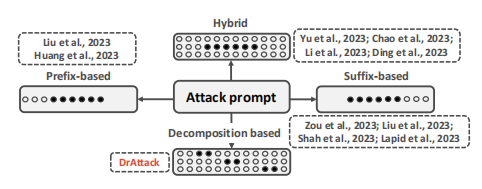 Hybrid
Liu et al., 2023
Huang et al., 2023
Yu et al., 2023; Chao et al., 2023;
Li et al., 2023; Ding et al., 2023
Prefix-based
Suffix-based
Attack prompt
Decomposition based
Zou et al., 2023; Liu et al., 2023;
Shah et al., 2023; Lapid et al., 2023
DrAttack